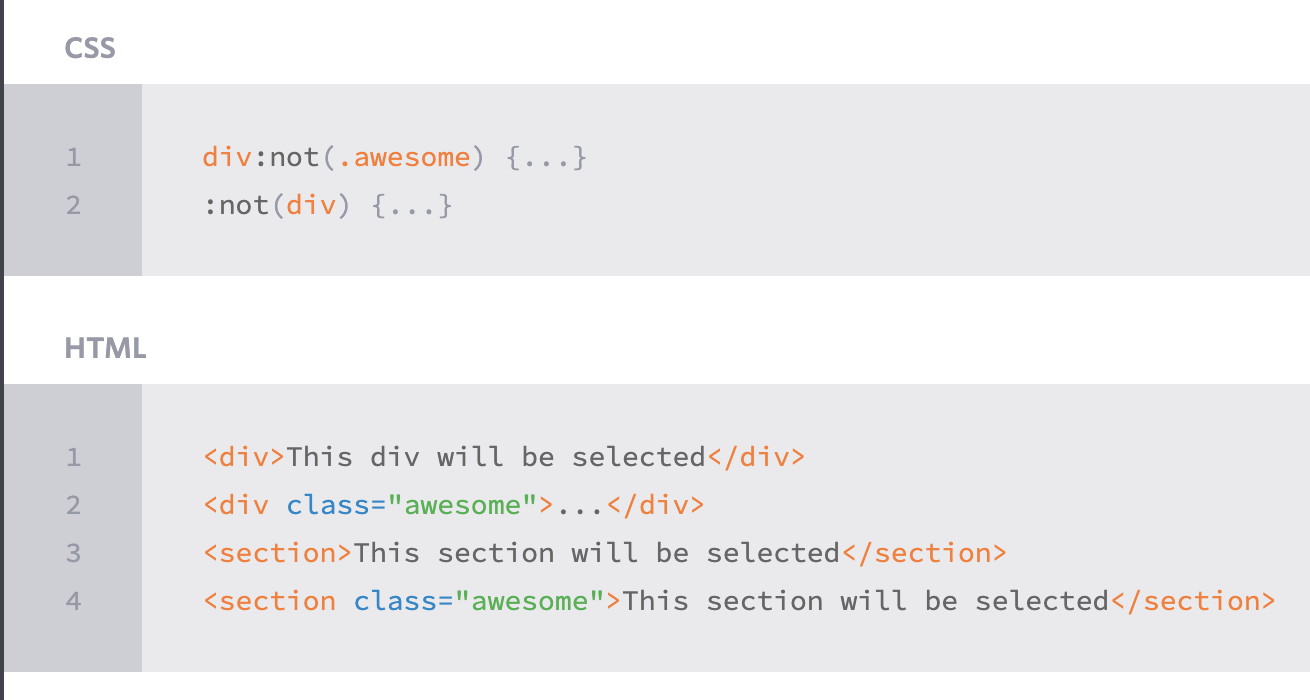 CSS
1 div:not(.awesome) {...}
2 :not(div) {...}
HTML
1 <div>This div will be selected</div>
2 <div class="awesome">...</div>
3 <section>This section will be selected</section>
4 <section class="awesome">This section will be selected</section>